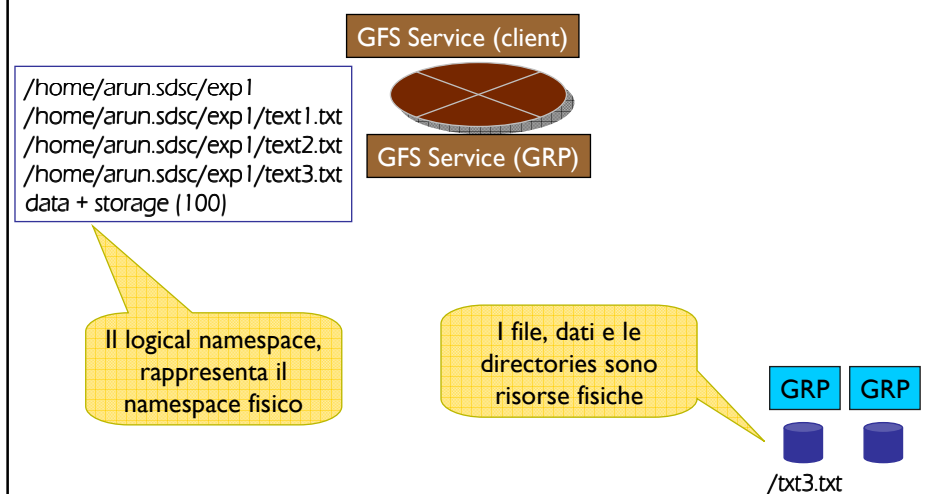 GFS Service (client)
/home/arun.sdsc/exp1
/home/arun.sdsc/exp1/text1.txt
/home/arun.sdsc/exp1/text2.txt
/home/arun.sdsc/exp1/text3.txt
data + storage (100)
GFS Service (GRP)
Il logical namespace,
rappresenta il
namespace fisico
I file, dati e le
directories sono
risorse fisiche
GRP
GRP
/txt3.txt